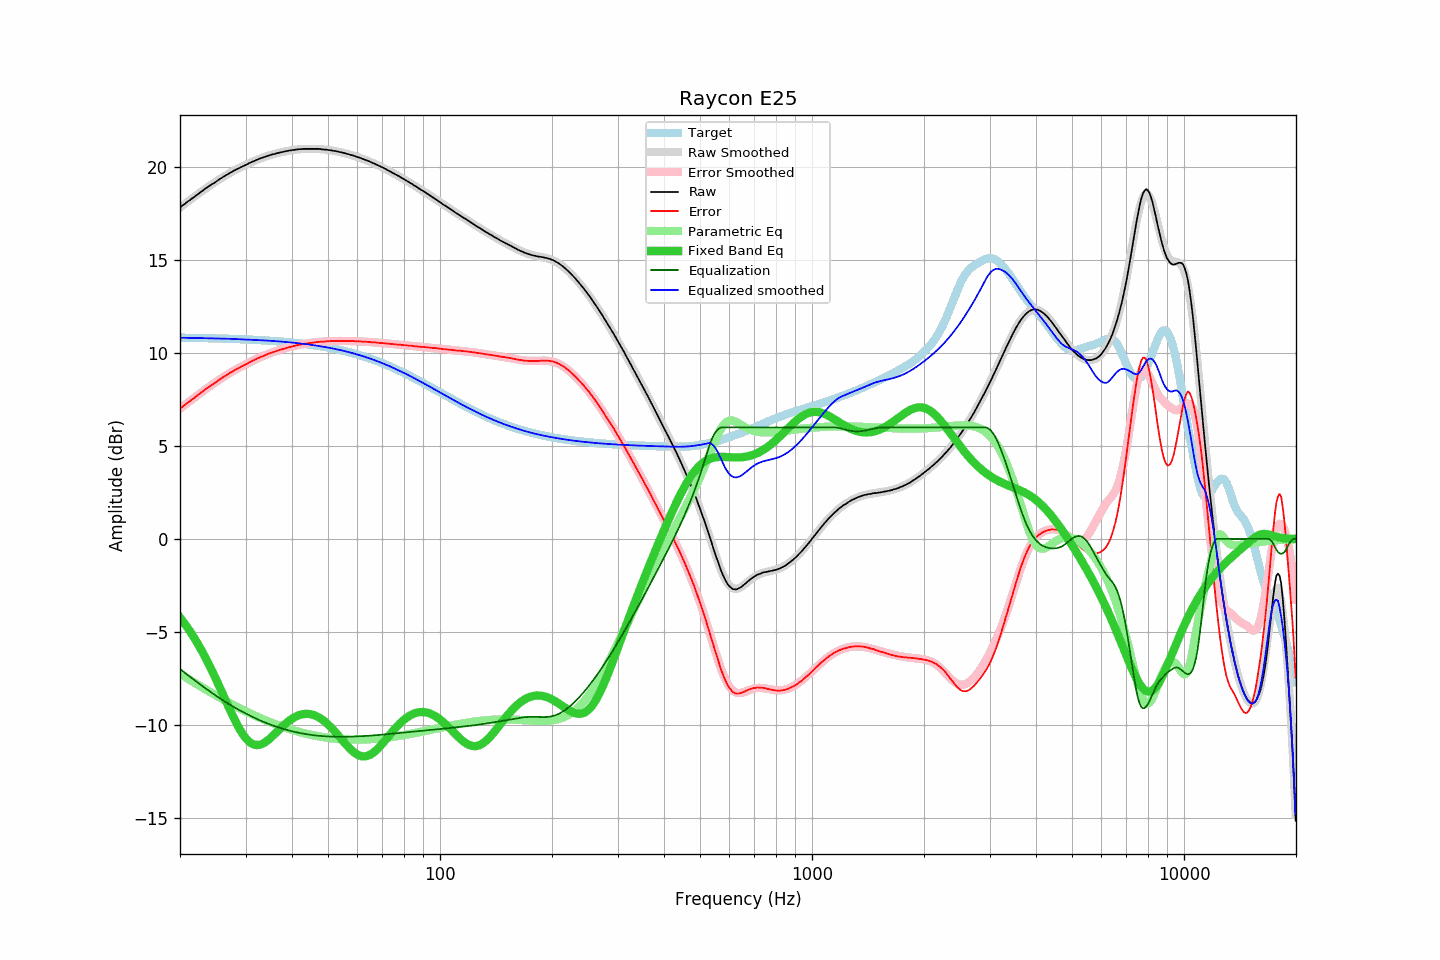 Raycon E25
Target
Raw Smoothed
Error Smoothed
Raw
Error
Parametric Eq
Fixed Band Eq
Equalization
Equalized smoothed
Amplitude (dBr)
20
15
10
5
0
−5
−10
−15
100
1000
10000
Frequency (Hz)